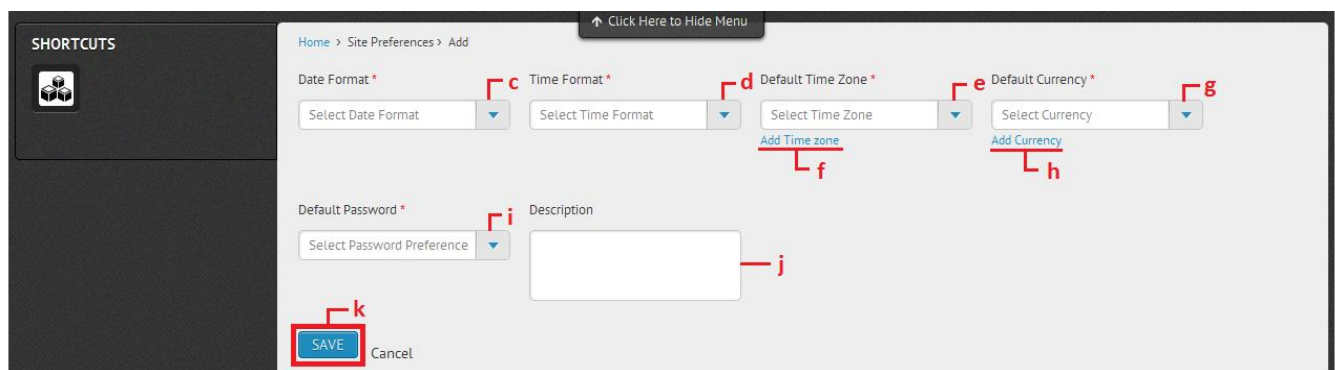 ↑ Click Here to Hide Menu
SHORTCUTS
Home > Site Preferences > Add
Date Format * c Time Format * d Default Time Zone * e Default Currency * g
Select Date Format Select Time Format Select Time Zone Select Currency
Add Time zone Add Currency
f h
Default Password * i Description
Select Password Preference
j
k
SAVE Cancel